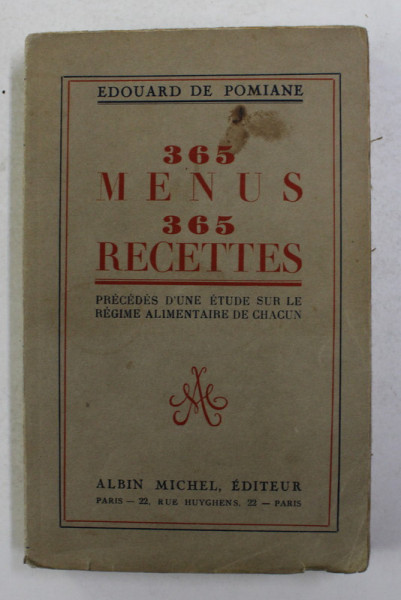 EDOUARD DE POMIANE
365
MENUS
365
RECETTES
PRÉCÉDÉS D'UNE ÉTUDE SUR LE
RÉGIME ALIMENTAIRE DE CHACUN
AM
ALBIN MICHEL, ÉDITEUR
PARIS — 22, RUE HUYGHENS, 22 — PARIS